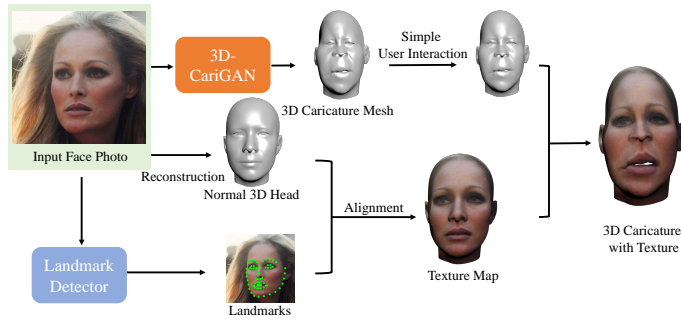 3D-
CariGAN
Simple
User Interaction
3D Caricature Mesh
Input Face Photo
Reconstruction
Normal 3D Head
Alignment
Landmark
Detector
Landmarks
Texture Map
3D Caricature
with Texture